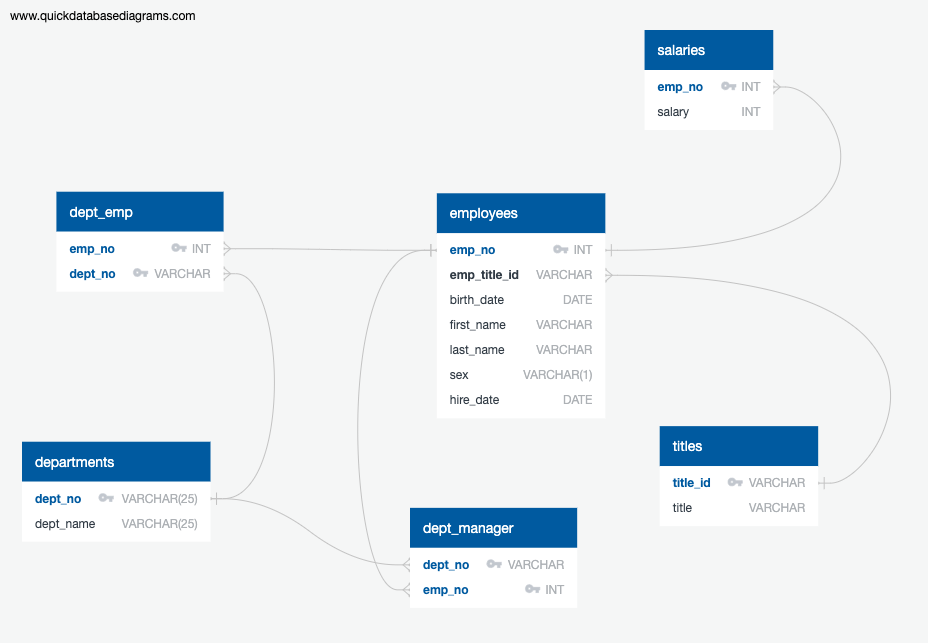 www.quickdatabasediagrams.com
salaries
emp_no INT
salary INT
dept_emp
emp_no INT
dept_no VARCHAR
employees
emp_no INT
emp_title_id VARCHAR
birth_date DATE
first_name VARCHAR
last_name VARCHAR
sex VARCHAR(1)
hire_date DATE
departments
dept_no VARCHAR(25)
dept_name VARCHAR(25)
titles
title_id VARCHAR
title VARCHAR
dept_manager
dept_no VARCHAR
emp_no INT